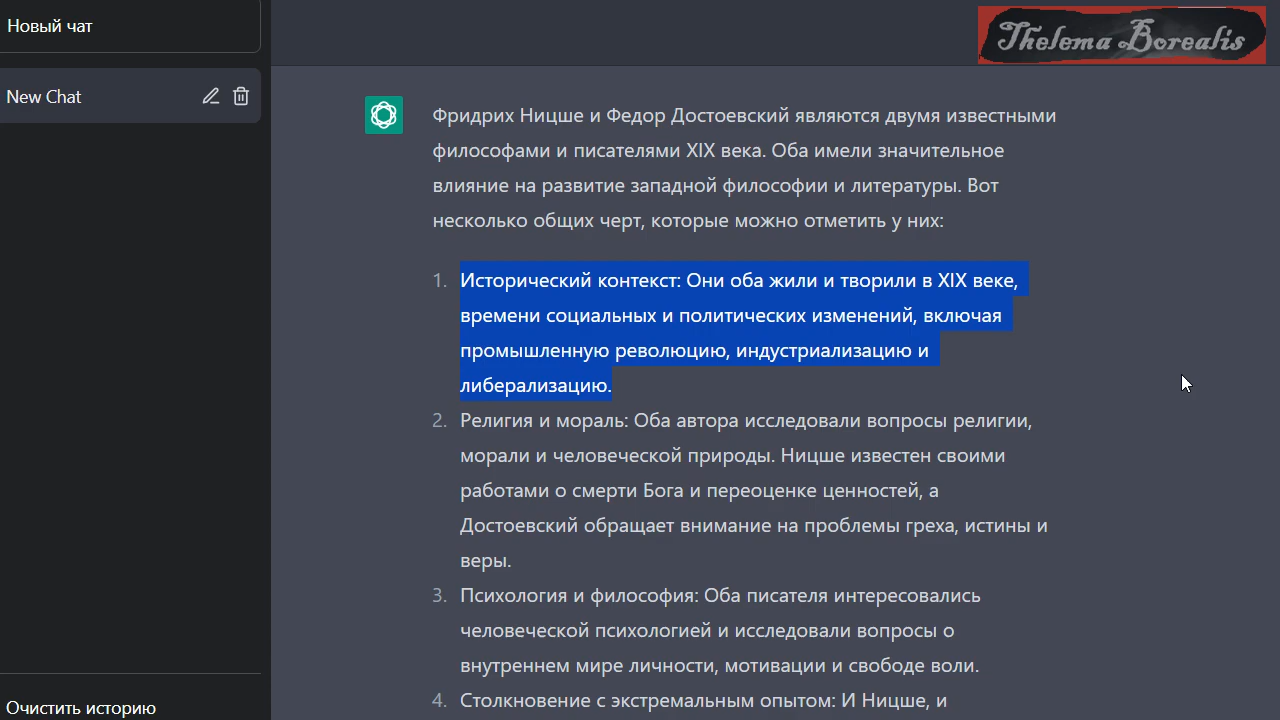 Новый чат
Thelema Borealis
New Chat
Фридрих Ницше и Федор Достоевский являются двумя известными
философами и писателями XIX века. Оба имели значительное
влияние на развитие западной философии и литературы. Вот
несколько общих черт, которые можно отметить у них:
1. Исторический контекст: Они оба жили и творили в XIX веке,
времени социальных и политических изменений, включая
промышленную революцию, индустриализацию и
либерализацию.
2. Религия и мораль: Оба автора исследовали вопросы религии,
морали и человеческой природы. Ницше известен своими
работами о смерти Бога и переоценке ценностей, а
Достоевский обращает внимание на проблемы греха, истины и
веры.
3. Психология и философия: Оба писателя интересовались
человеческой психологией и исследовали вопросы о
внутреннем мире личности, мотивации и свободе воли.
4. Столкновение с экстремальным опытом: И Ницше, и
Очистить историю